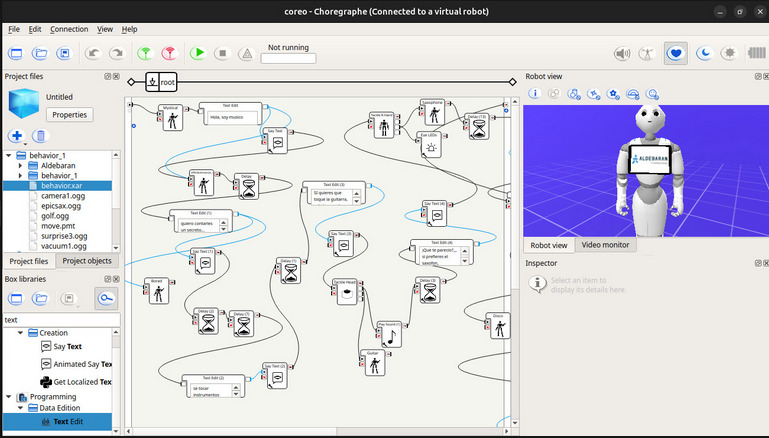 coreo - Choregraphe (Connected to a virtual robot)
File Edit Connection View Help
Not running
Project files
Untitled
Properties
behavior_1
Aldebaran
behavior_1
behavior.xar
camera1.ogg
epicsax.ogg
golf.ogg
move.pmt
surprise3.ogg
vacuum1.ogg
Project files
Project objects
Box libraries
text
Creation
Say Text
Animated Say Tex
Get Localized Tex
Programming
Data Edition
Text Edit
root
Mystical
Text Edit
Hola, soy musico
Say Text
Delay
Text Edit (1)
quiero contarles
un secreto...
Say Text (1)
Bored
Delay (2)
Delay (7)
Text Edit (2)
se tocar
instrumentos
Say Text (2)
Delay (1)
Text Edit (3)
Si quieres que
toque la guitarra,
Say Text (3)
Tactile Head
Play Sound (1)
Guitar
Saxophone
Eye LEDs
Delay (13)
Say Text (4)
Text Edit (4)
¿Que te parecio?,..
si prefieres el
saxofon,
Delay (3)
Disco
Robot view
ALDEBARAN
Robot view
Video monitor
Inspector
Select an item to
display its details here.